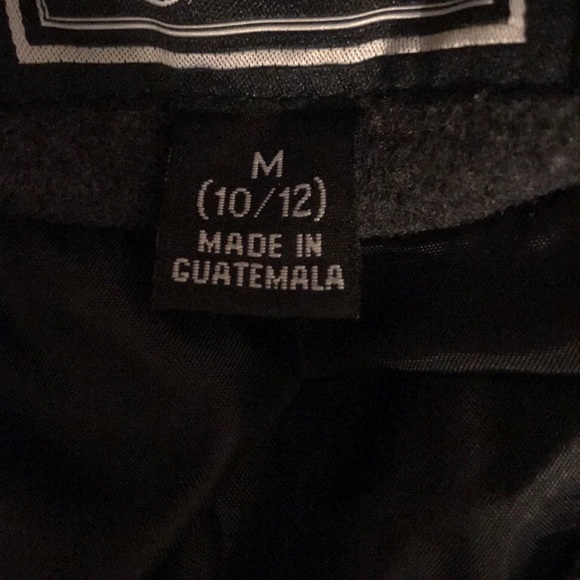 M
(10/12)
MADE IN
GUATEMALA